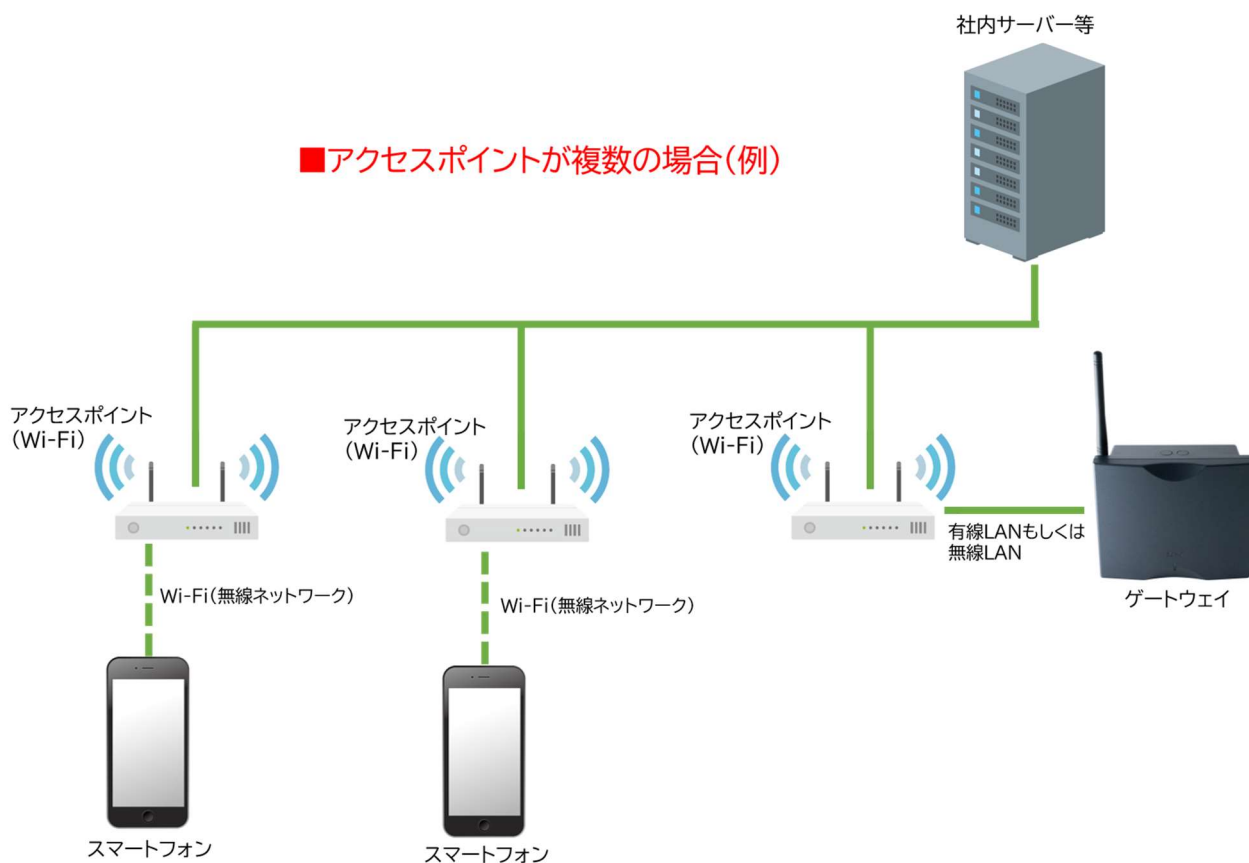 社内サーバー等
■アクセスポイントが複数の場合(例)
アクセスポイント
(Wi-Fi)
アクセスポイント
(Wi-Fi)
アクセスポイント
(Wi-Fi)
有線LANもしくは
無線LAN
ゲートウェイ
Wi-Fi(無線ネットワーク)
Wi-Fi(無線ネットワーク)
スマートフォン
スマートフォン